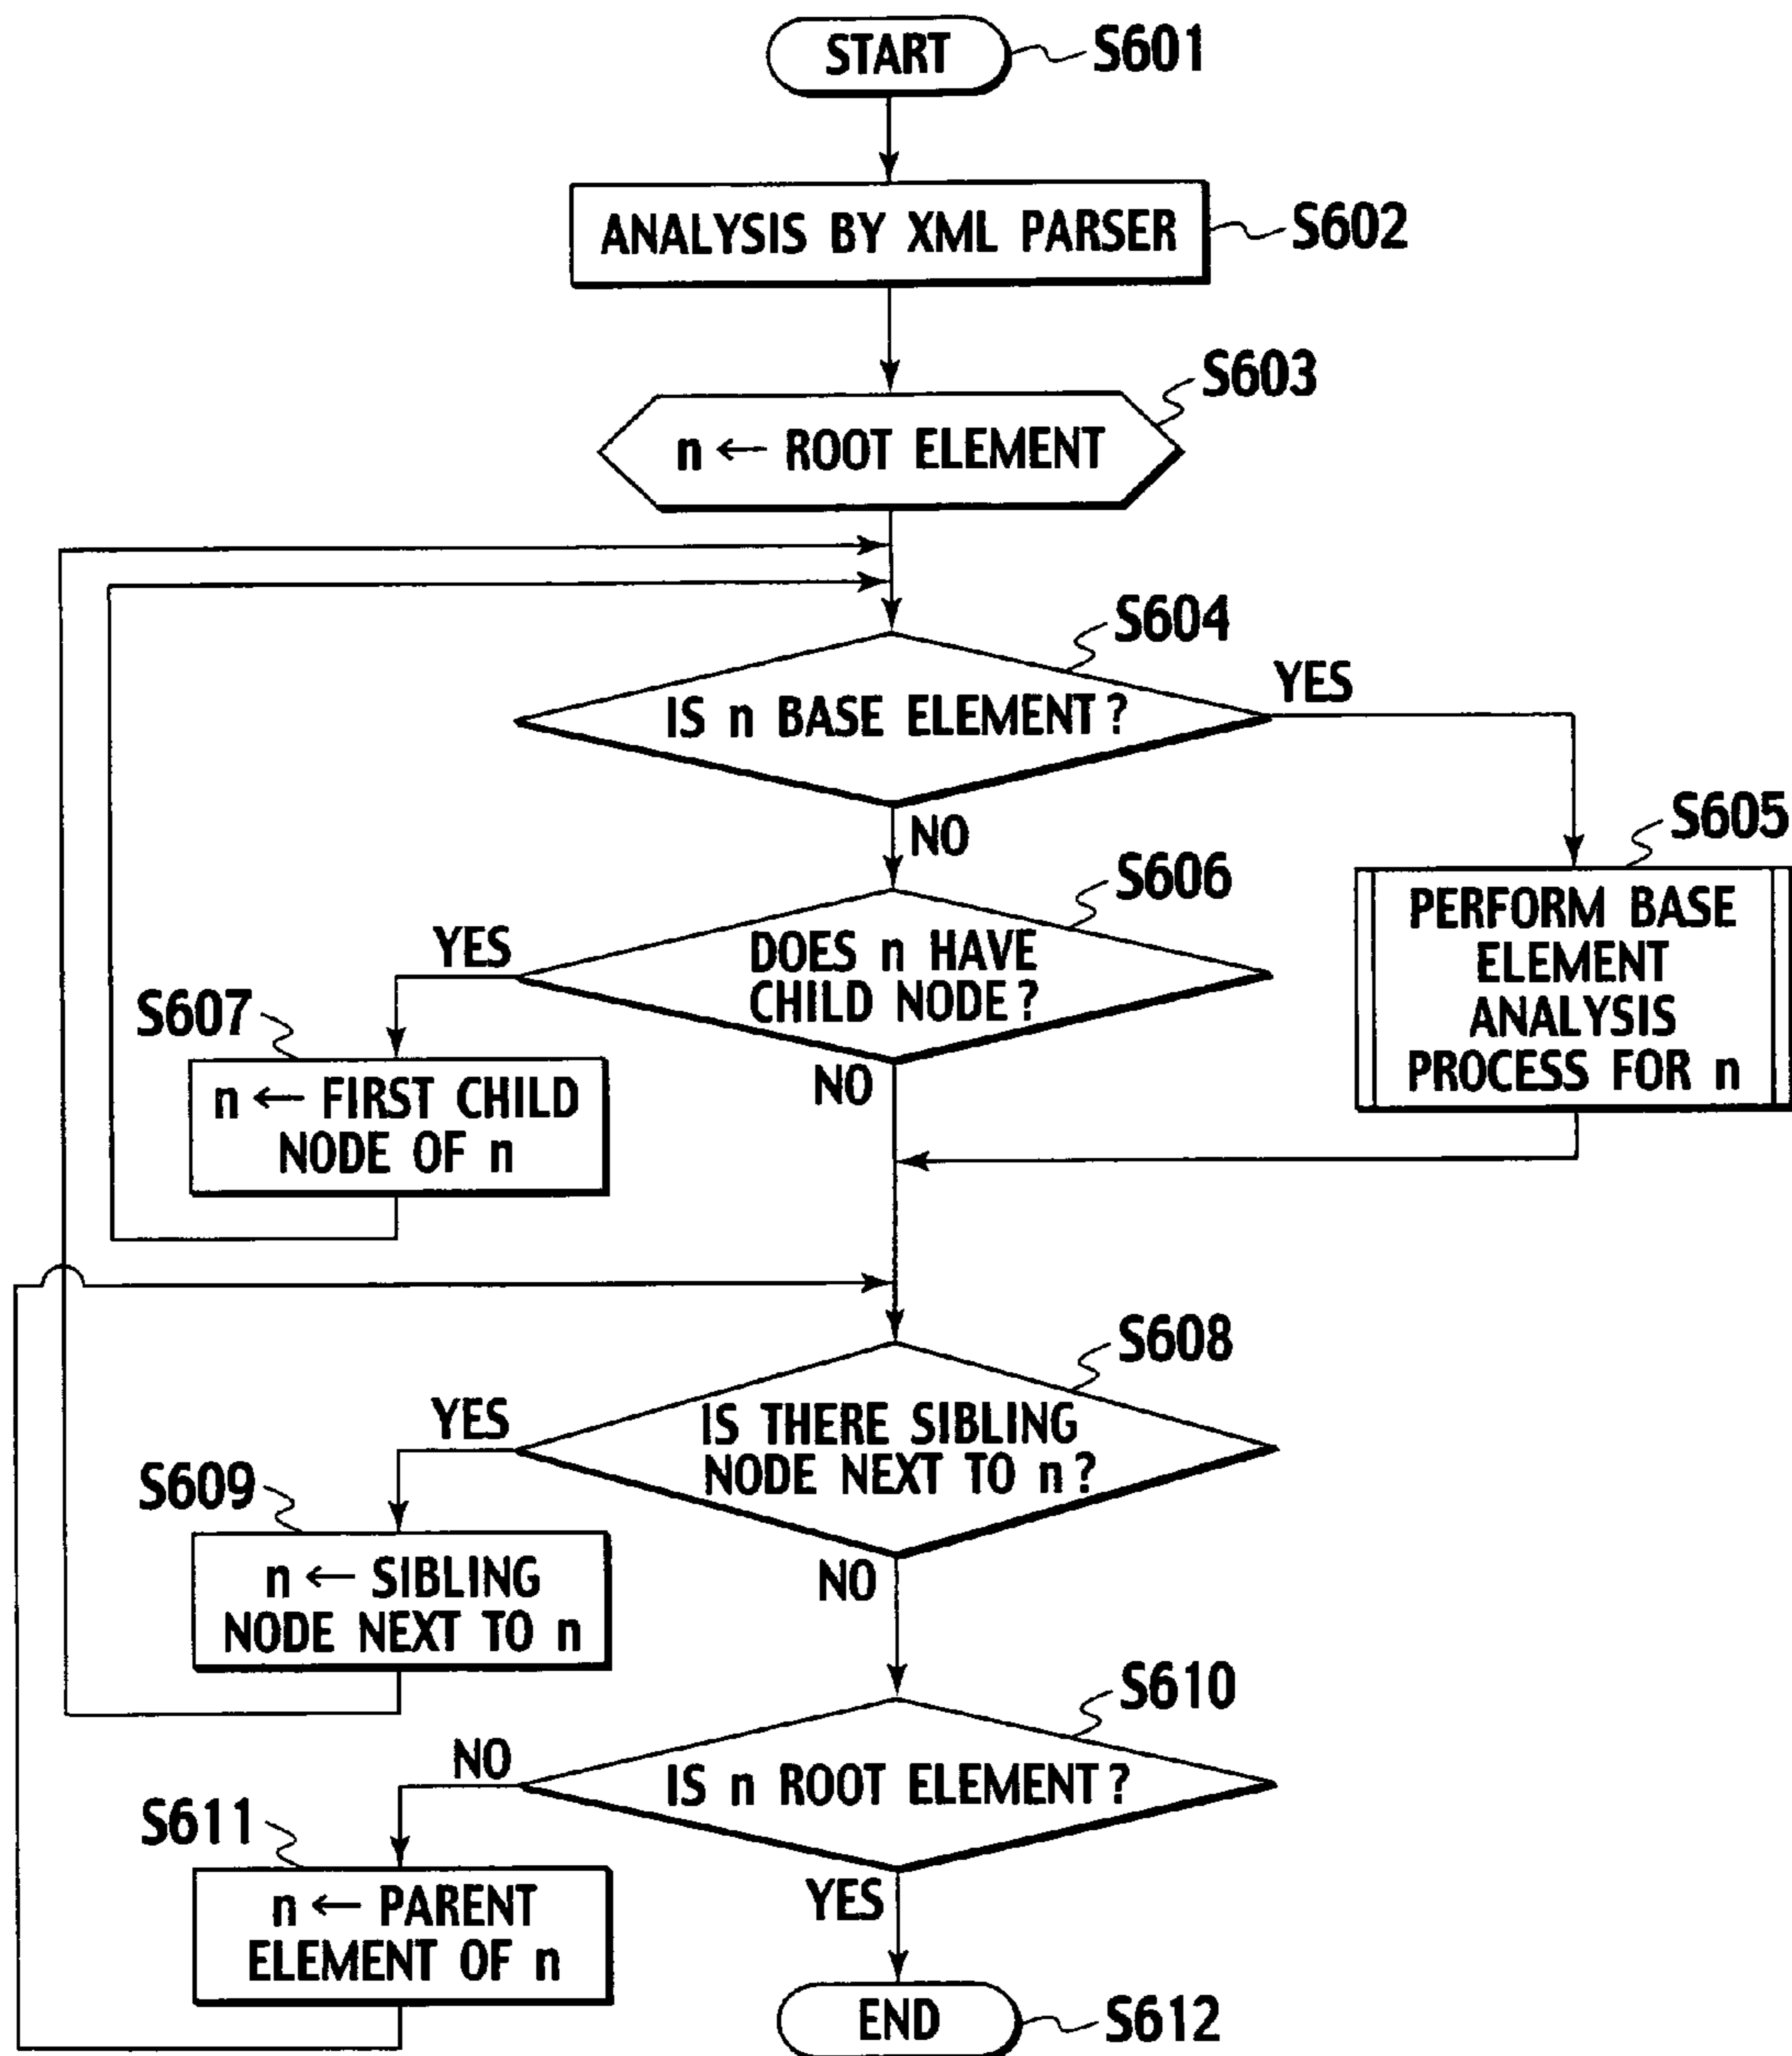 START
S601
ANALYSIS BY XML PARSER
S602
S603
n ← ROOT ELEMENT
S604
IS n BASE ELEMENT?
YES
NO
S605
PERFORM BASE
ELEMENT
ANALYSIS
PROCESS FOR n
S606
DOES n HAVE
CHILD NODE?
YES
NO
S607
n ← FIRST CHILD
NODE OF n
S608
IS THERE SIBLING
NODE NEXT TO n?
YES
NO
S609
n ← SIBLING
NODE NEXT TO n
S610
IS n ROOT ELEMENT?
NO
YES
S611
n ← PARENT
ELEMENT OF n
END
S612